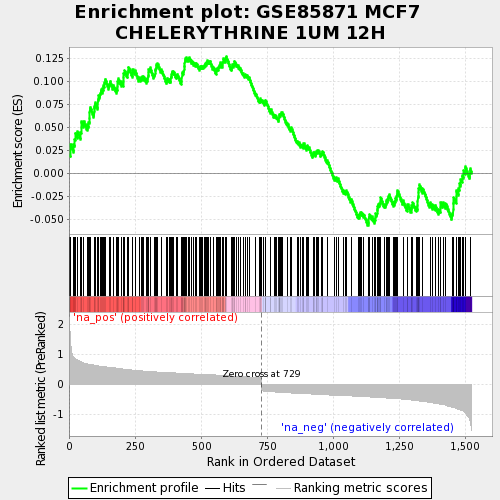 Enrichment plot: GSE85871 MCF7
CHELERYTHRINE 1UM 12H
Enrichment score (ES)
0.125
0.100
0.075
0.050
0.025
0.000
-0.025
-0.050
'na_pos' (positively correlated)
Ranked list metric (PreRanked)
2
1
0
-1
Zero cross at 729
'na_neg' (negatively correlated)
0
250
500
750
1,000
1,250
1,500
Rank in Ordered Dataset
Enrichment profile
Hits
Ranking metric scores